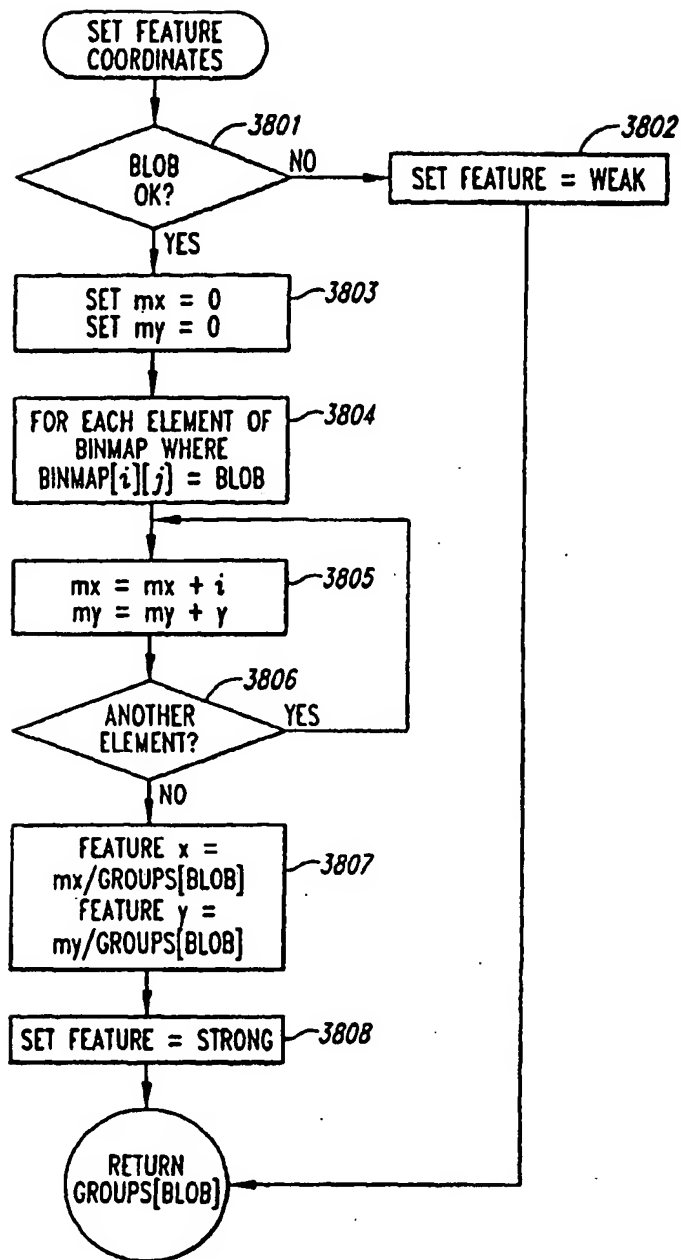 SET FEATURE
COORDINATES
3801
BLOB
OK?
NO
3802
SET FEATURE = WEAK
YES
SET mx = 0
SET my = 0
3803
FOR EACH ELEMENT OF
BINMAP WHERE
BINMAP[i][j] = BLOB
3804
mx = mx + i
my = my + y
3805
3806
ANOTHER
ELEMENT?
YES
NO
FEATURE x =
mx/GROUPS[BLOB]
FEATURE y =
my/GROUPS[BLOB]
3807
SET FEATURE = STRONG
3808
RETURN
GROUPS[BLOB]